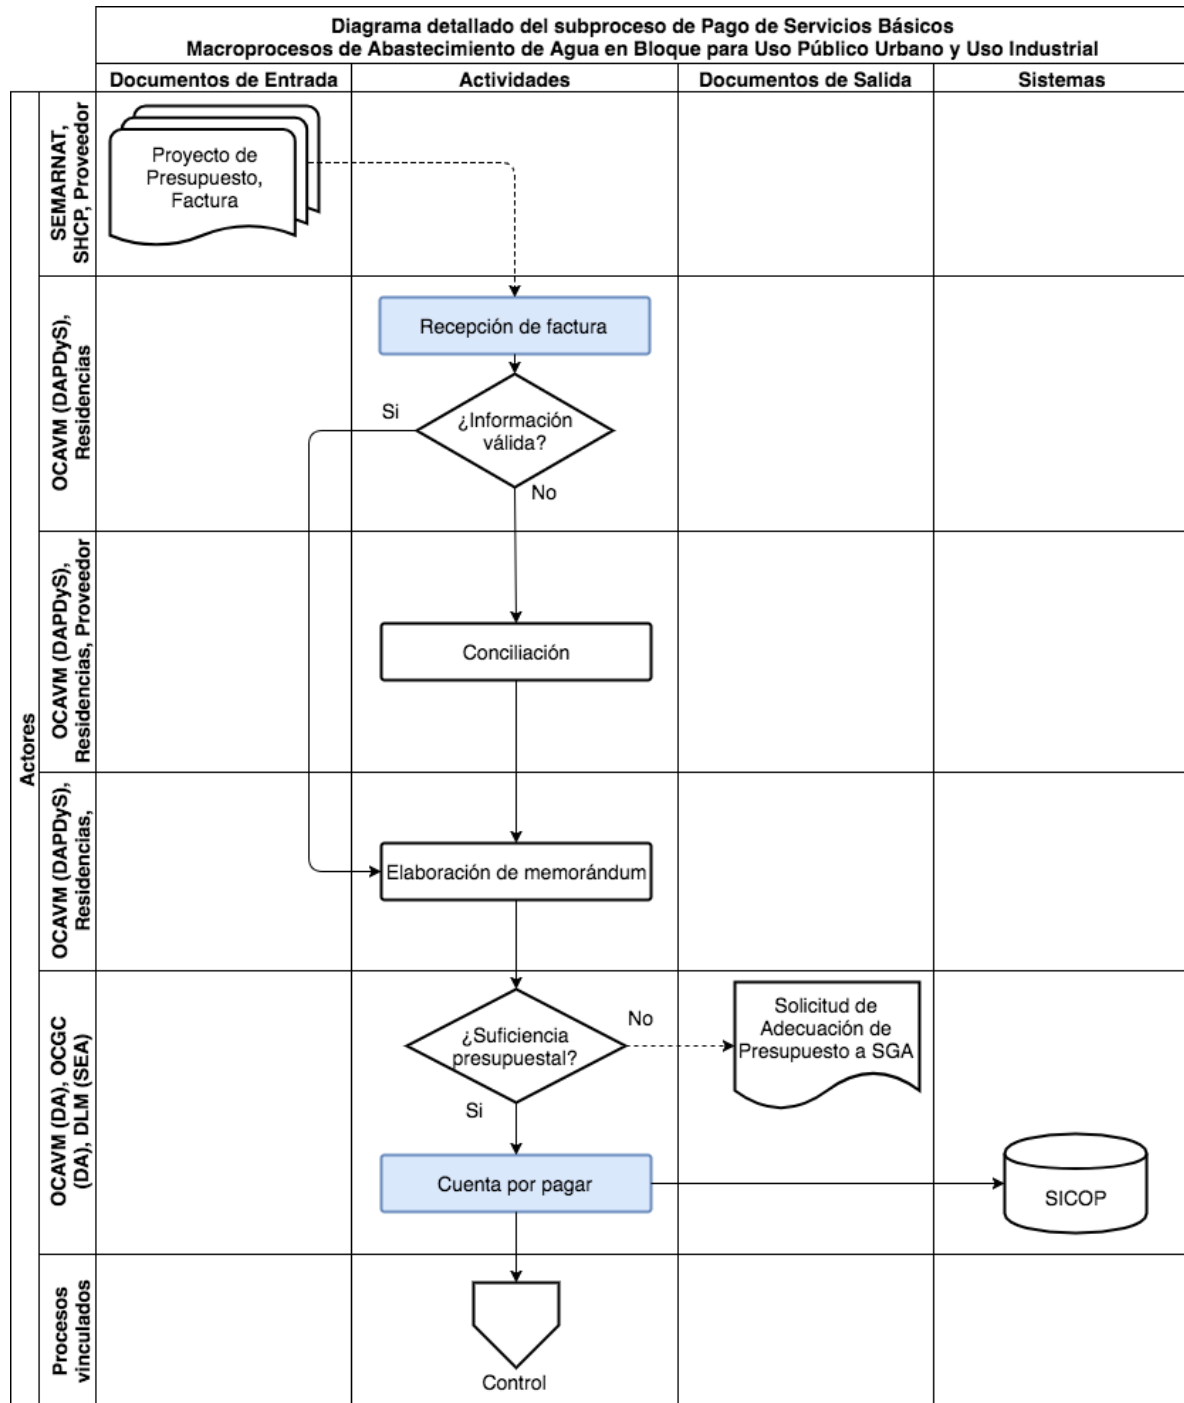 Diagrama detallado del subproceso de Pago de Servicios Básicos
Macroprocesos de Abastecimiento de Agua en Bloque para Uso Público Urbano y Uso Industrial
Documentos de Entrada
Actividades
Documentos de Salida
Sistemas
Actores
SEMARNAT,
SHCP, Proveedor
Proyecto de
Presupuesto,
Factura
OCAVM (DAPDyS),
Residencias
Recepción de factura
¿Información
válida?
Si
No
OCAVM (DAPDyS),
Residencias, Proveedor
Conciliación
OCAVM (DAPDyS),
Residencias,
Elaboración de memorándum
OCAVM (DA), OCGC
(DA), DLM (SEA)
¿Suficiencia
presupuestal?
No
Si
Solicitud de
Adecuación de
Presupuesto a SGA
Cuenta por pagar
SICOP
Procesos
vinculados
Control